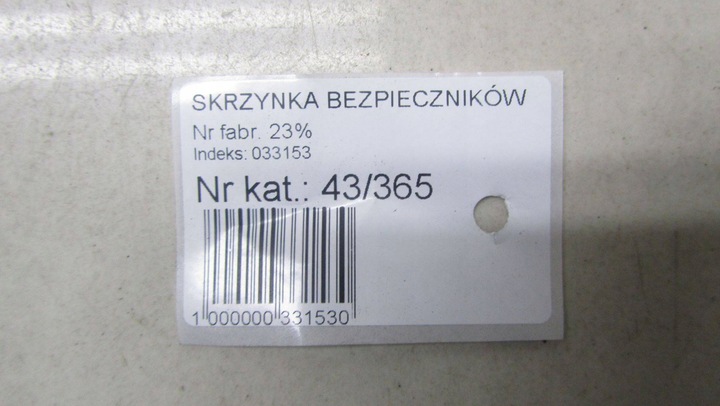 SKRZYNKA BEZPIECZNIKÓW
Nr fabr. 23%
Indeks: 033153
Nr kat.: 43/365
1 000000 331530